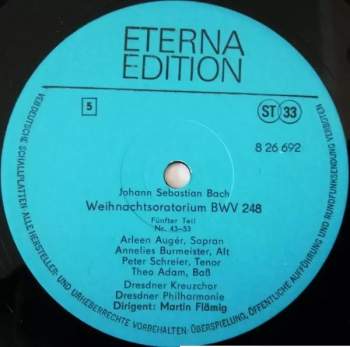 ETERNA
EDITION
5
ST 33
8 26 692
Johann Sebastian Bach
Weihnachtsoratorium BWV 248
Fünfter Teil
Nr. 43–53
Arleen Augér, Sopran
Annelies Burmeister, Alt
Peter Schreier, Tenor
Theo Adam, Baß
Dresdner Kreuzchor
Dresdner Philharmonie
Dirigent: Martin Flämig
VEB DEUTSCHE SCHALLPLATTEN ALLE HERSTELLER- UND URHEBERRECHTE VORBEHALTEN: ÜBERSPIELUNG, ÖFFENTLICHE AUFFÜHRUNG UND RUNDFUNKSENDUNG VERBOTEN